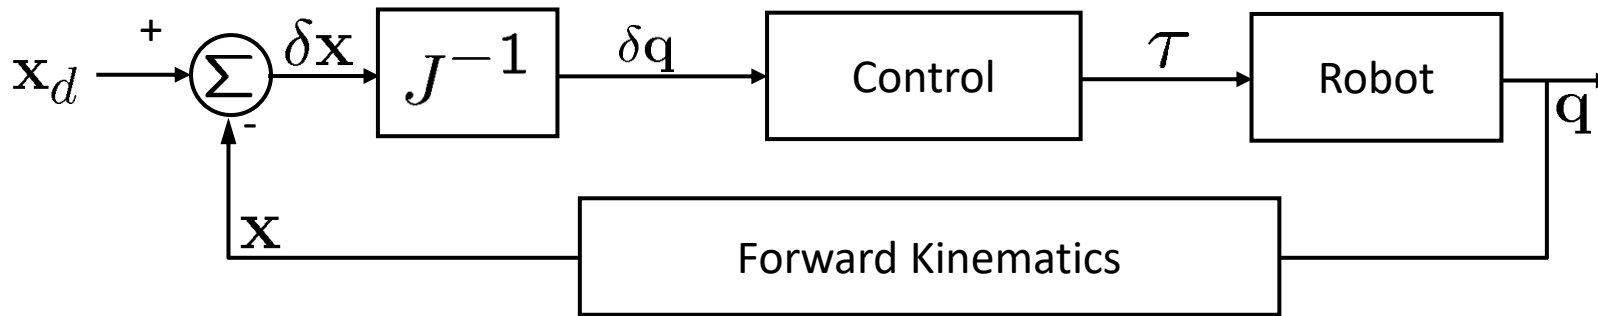 +
𝐱_d
Σ
-
δ𝐱
J⁻¹
δ𝐪
Control
τ
Robot
𝐪
𝐱
Forward Kinematics